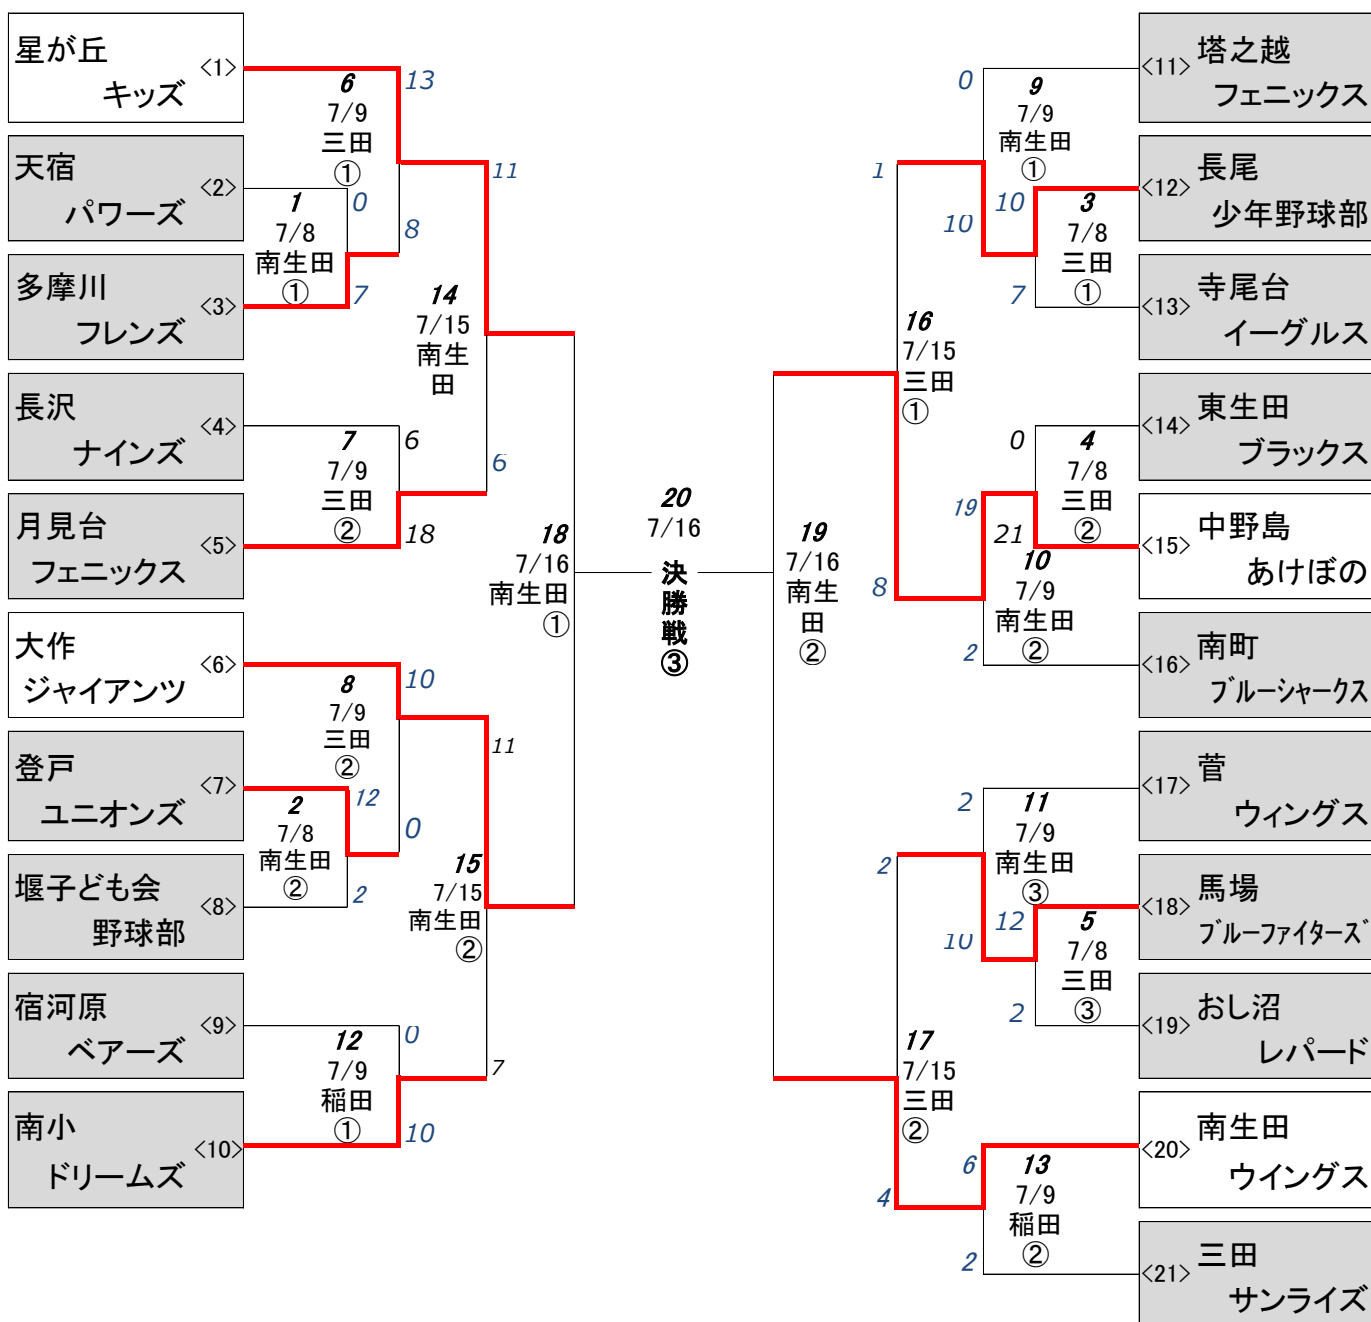 星が丘
キッズ
<1>
天宿
パワーズ
<2>
多摩川
フレンズ
<3>
長沢
ナインズ
<4>
月見台
フェニックス
<5>
大作
ジャイアンツ
<6>
登戸
ユニオンズ
<7>
堰子ども会
野球部
<8>
宿河原
ベアーズ
<9>
南小
ドリームズ
<10>
6
7/9
三田
①
13
8
1
7/8
南生田
①
0
7
7
7/9
三田
②
6
18
14
7/15
南生
田
11
6
8
7/9
三田
②
10
0
2
7/8
南生田
②
12
2
12
7/9
稲田
①
0
10
15
7/15
南生田
②
11
7
18
7/16
南生田
①
20
7/16
決
勝
戦
③
19
7/16
南生
田
②
16
7/15
三田
①
1
8
9
7/9
南生田
①
0
10
3
7/8
三田
①
10
7
4
7/8
三田
②
0
21
10
7/9
南生田
②
19
2
17
7/15
三田
②
2
4
11
7/9
南生田
③
2
10
5
7/8
三田
③
12
2
13
7/9
稲田
②
6
2
<11>
塔之越
フェニックス
<12>
長尾
少年野球部
<13>
寺尾台
イーグルス
<14>
東生田
ブラックス
<15>
中野島
あけぼの
<16>
南町
ブルーシャークス
<17>
菅
ウィングス
<18>
馬場
ブルーファイターズ
<19>
おし沼
レパード
<20>
南生田
ウイングス
<21>
三田
サンライズ